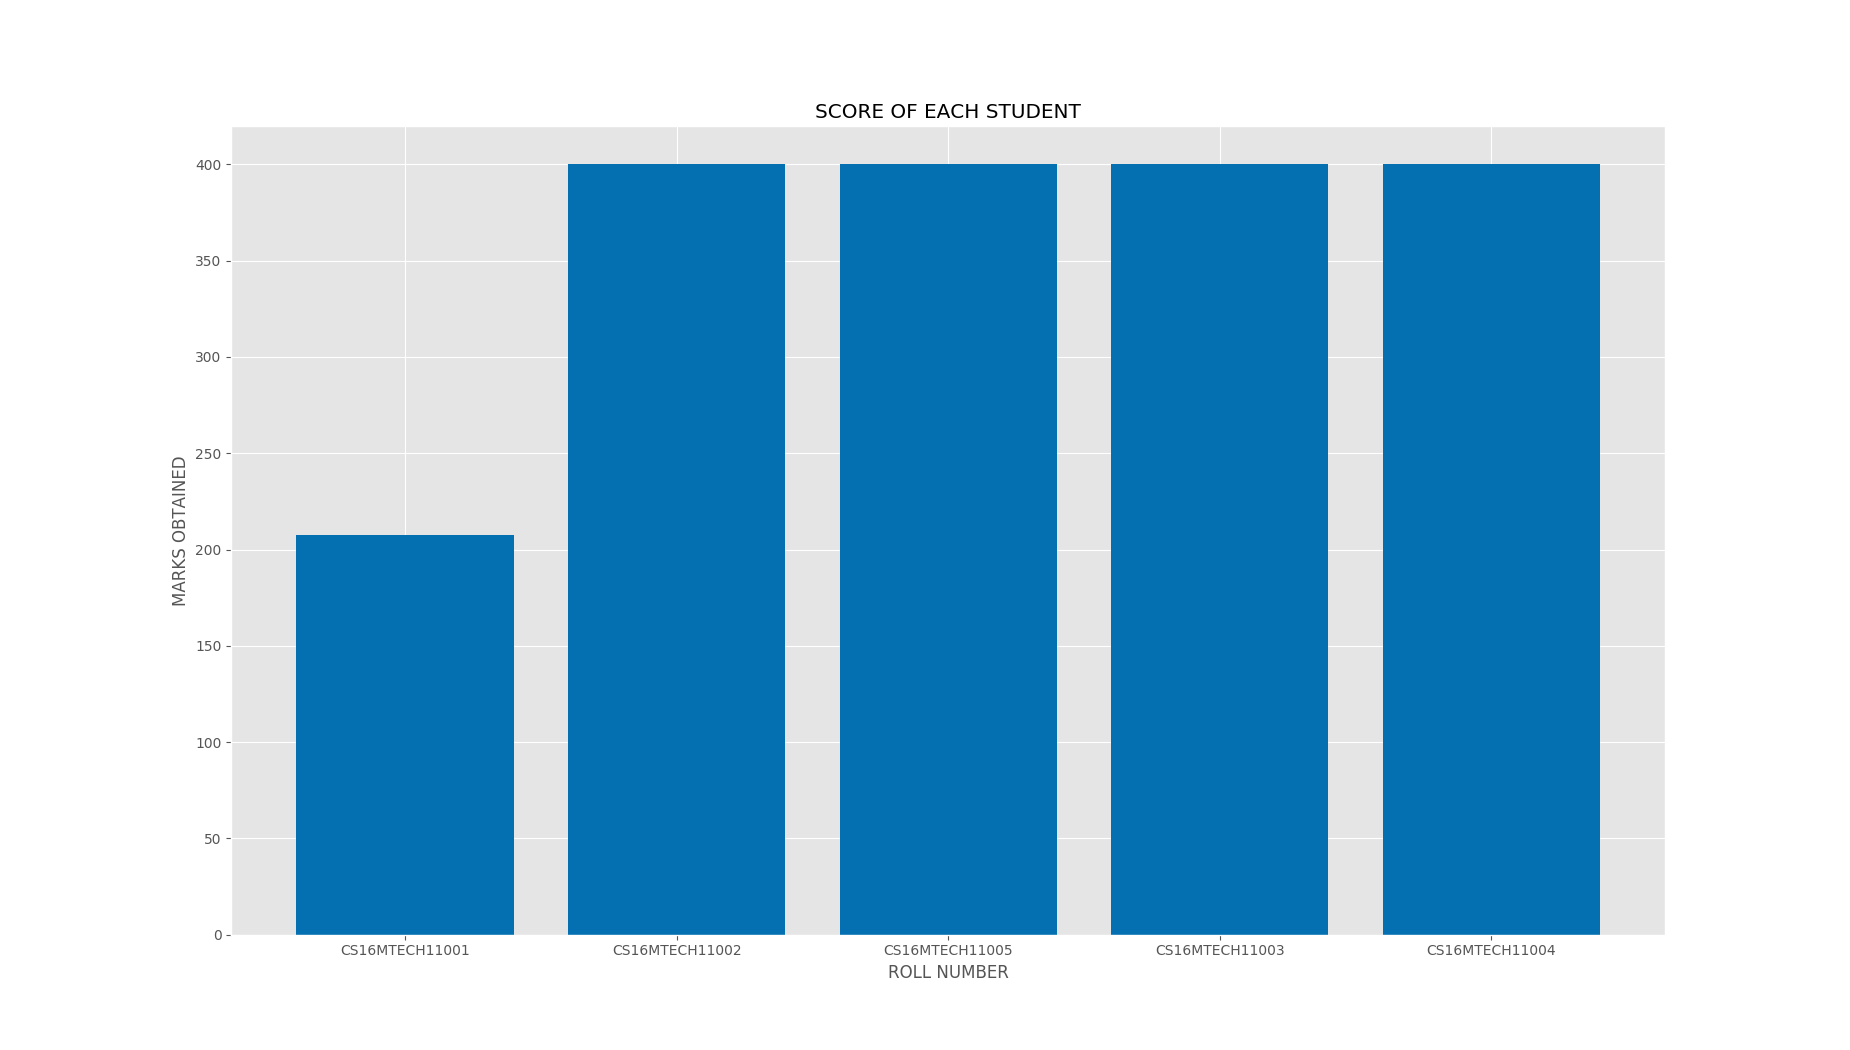 SCORE OF EACH STUDENT
MARKS OBTAINED
400
350
300
250
200
150
100
50
0
CS16MTECH11001 CS16MTECH11002 CS16MTECH11005 CS16MTECH11003 CS16MTECH11004
ROLL NUMBER